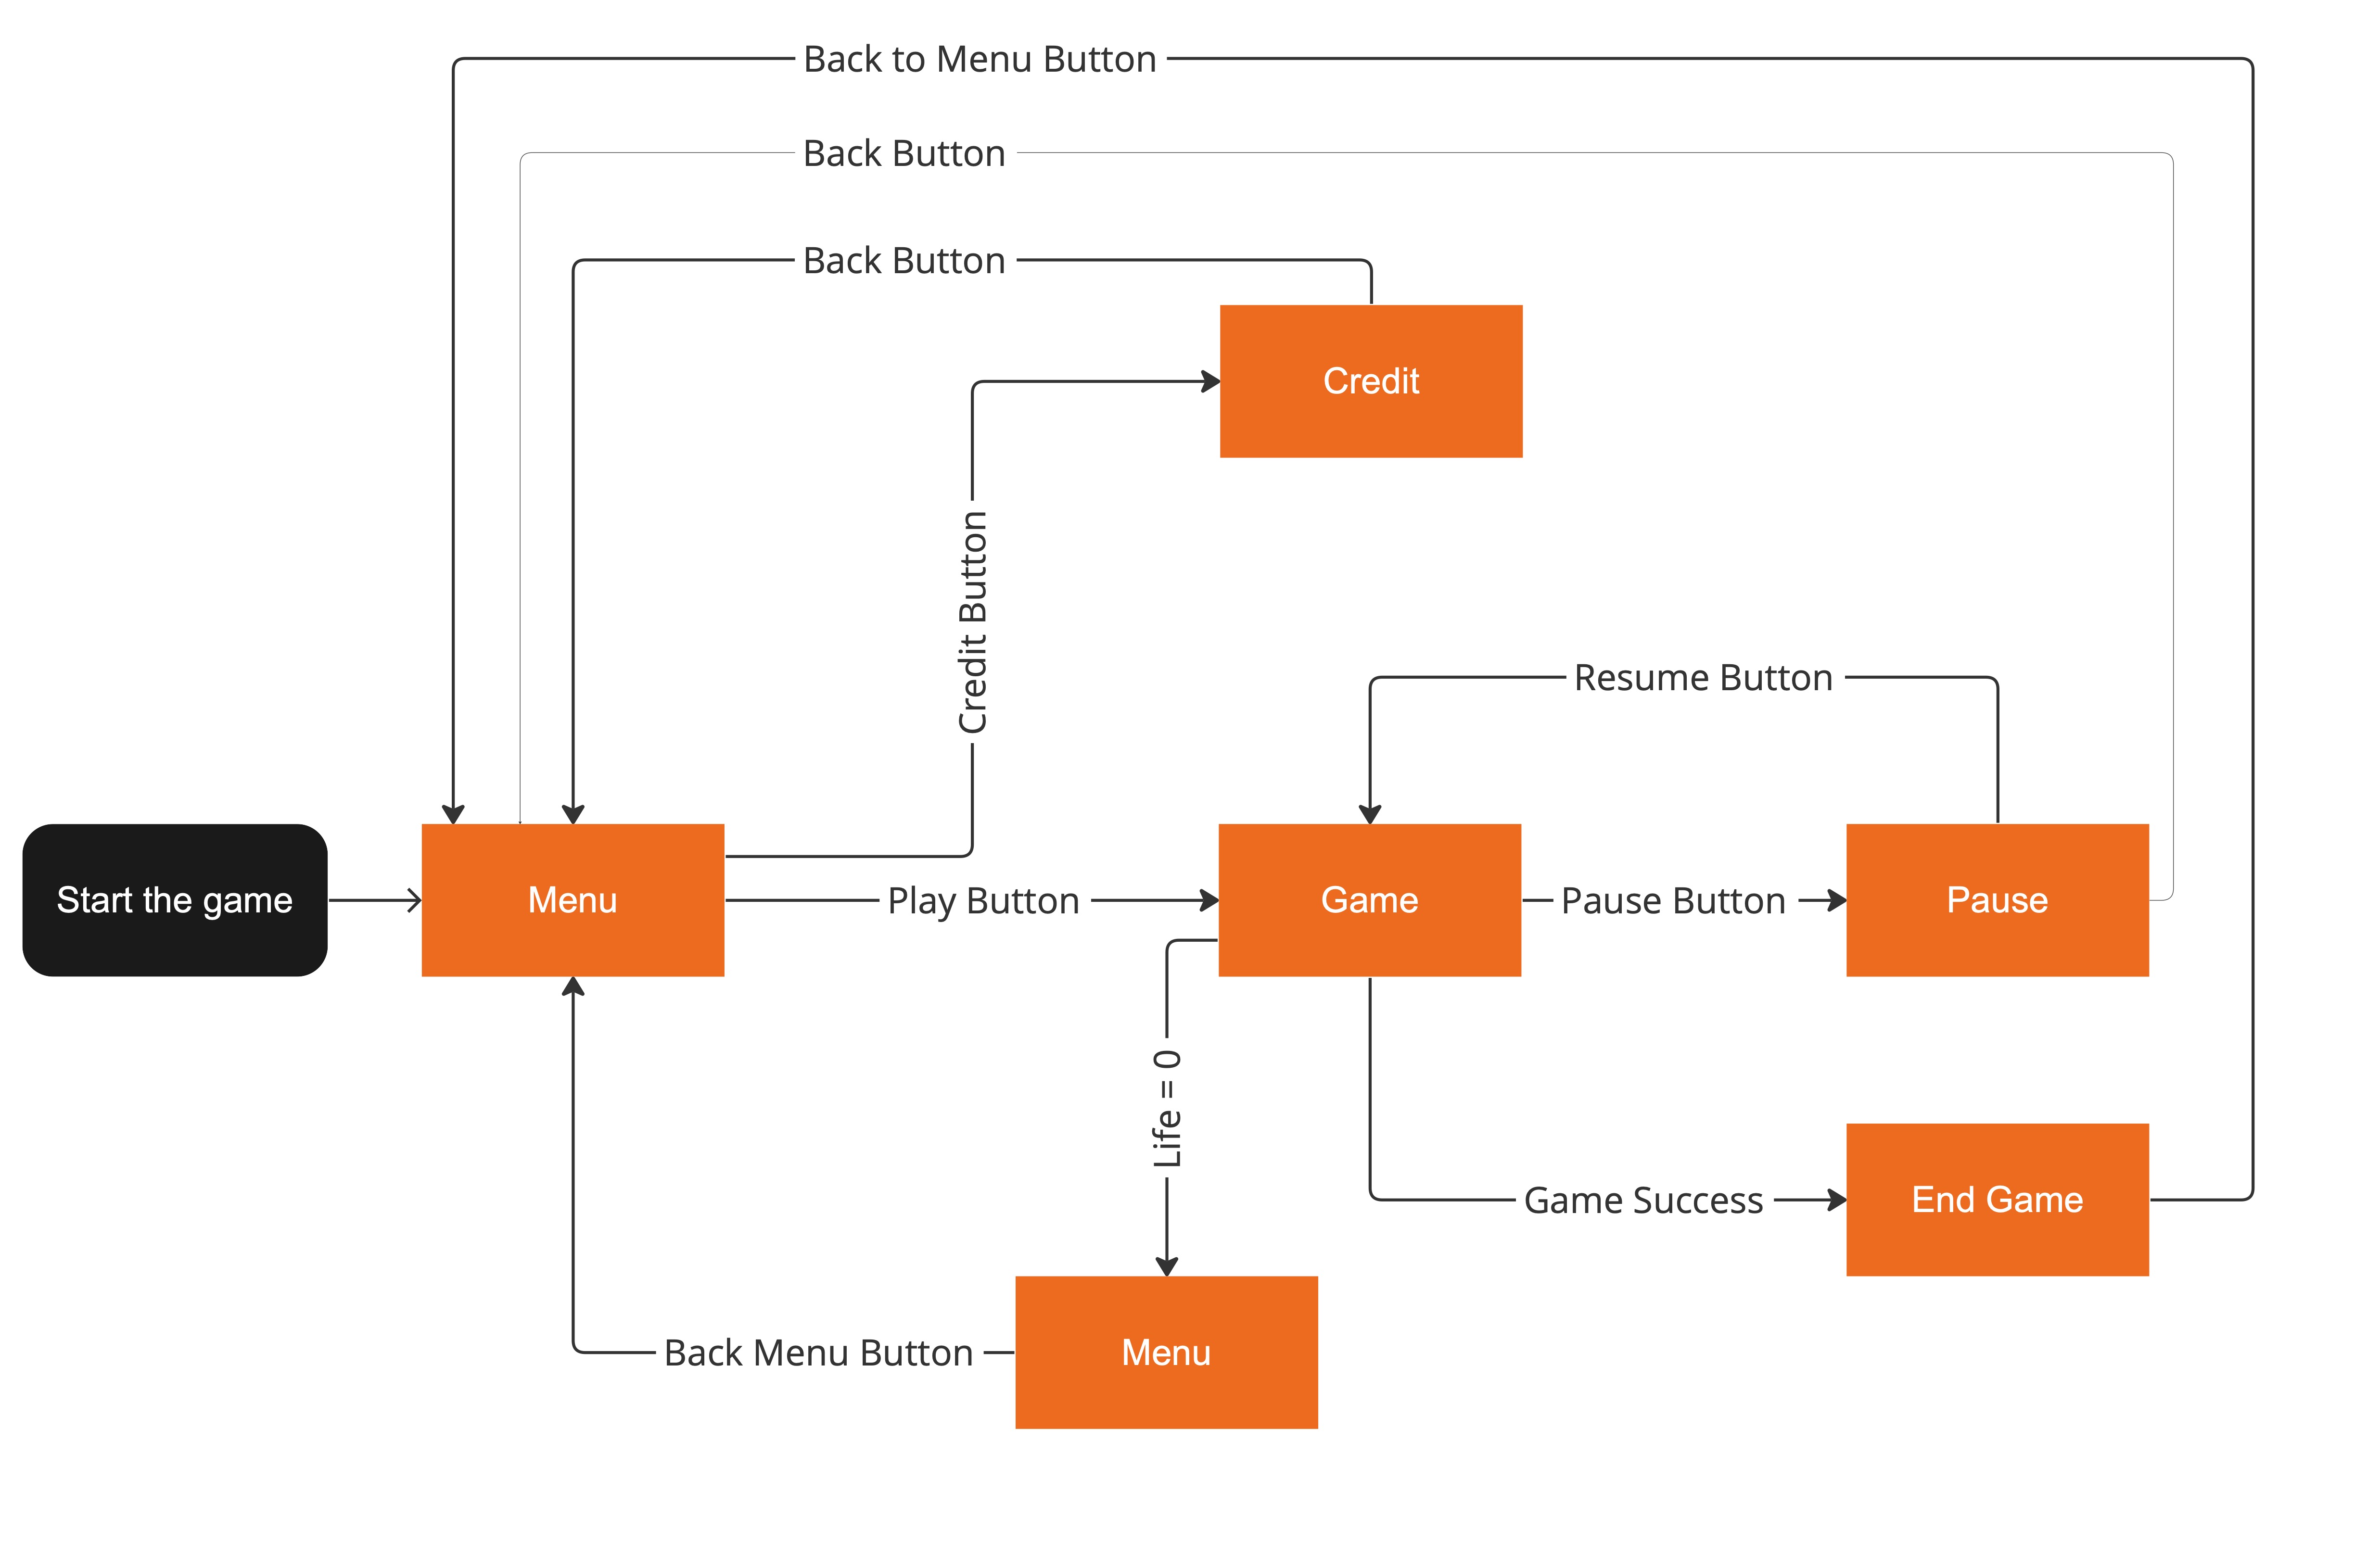 Back to Menu Button
Back Button
Back Button
Credit
Credit Button
Resume Button
Start the game
Menu
Play Button
Game
Pause Button
Pause
Life = 0
Game Success
End Game
Back Menu Button
Menu